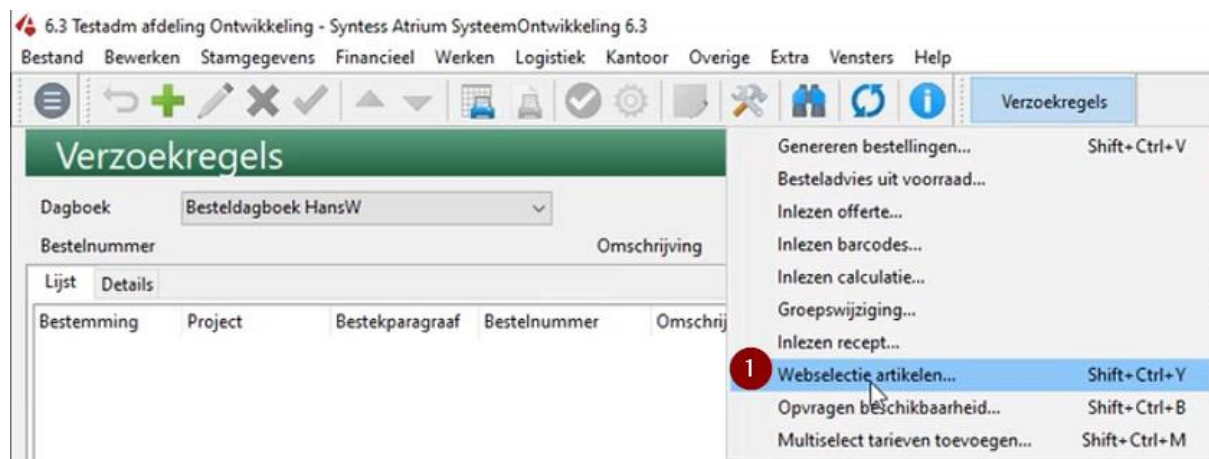 6.3 Testadm afdeling Ontwikkeling - Syntess Atrium SysteemOntwikkeling 6.3
Bestand Bewerken Stamgegevens Financieel Werken Logistiek Kantoor Overige Extra Vensters Help
Verzoekregels
Verzoekregels
Dagboek Besteldagboek HansW
Bestelnummer Omschrijving
Lijst Details
Bestemming Project Bestekparagraaf Bestelnummer Omschrij
Genereren bestellingen... Shift+Ctrl+V
Besteladvies uit voorraad...
Inlezen offerte...
Inlezen barcodes...
Inlezen calculatie...
Groepswijziging...
Inlezen recept...
1 Webselectie artikelen... Shift+Ctrl+Y
Opvragen beschikbaarheid... Shift+Ctrl+B
Multiselect tarieven toevoegen... Shift+Ctrl+M